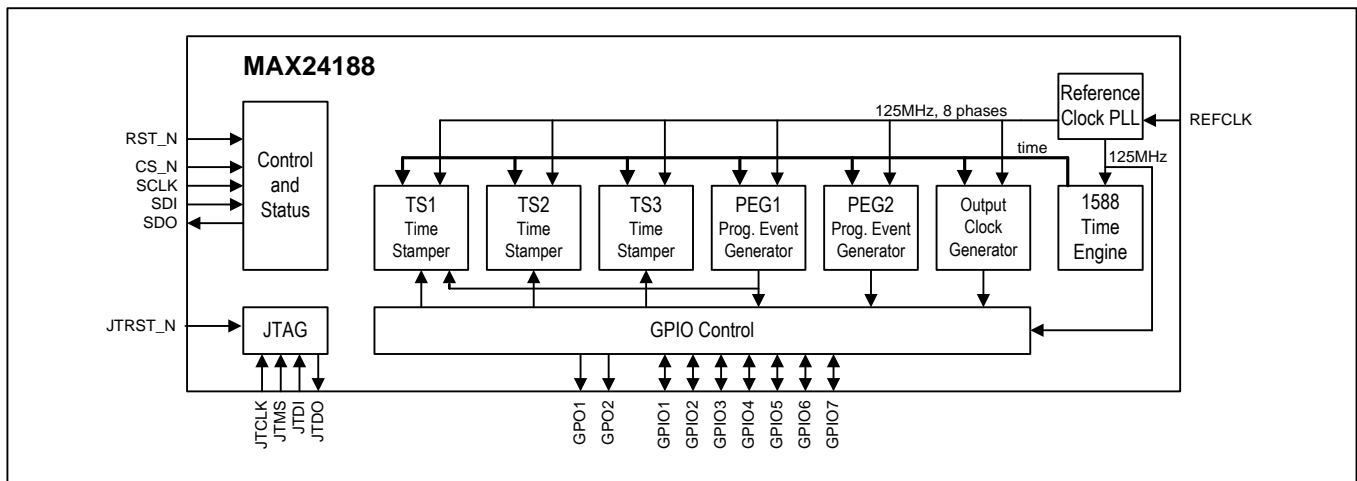 MAX24188
Reference
Clock PLL
REFCLK
125MHz, 8 phases
125MHz
time
RST_N
CS_N
SCLK
SDI
SDO
Control
and
Status
TS1
Time
Stamper
TS2
Time
Stamper
TS3
Time
Stamper
PEG1
Prog. Event
Generator
PEG2
Prog. Event
Generator
Output
Clock
Generator
1588
Time
Engine
JTRST_N
JTAG
GPIO Control
JTCLK
JTMS
JTDI
JTDO
GPO1
GPO2
GPIO1
GPIO2
GPIO3
GPIO4
GPIO5
GPIO6
GPIO7